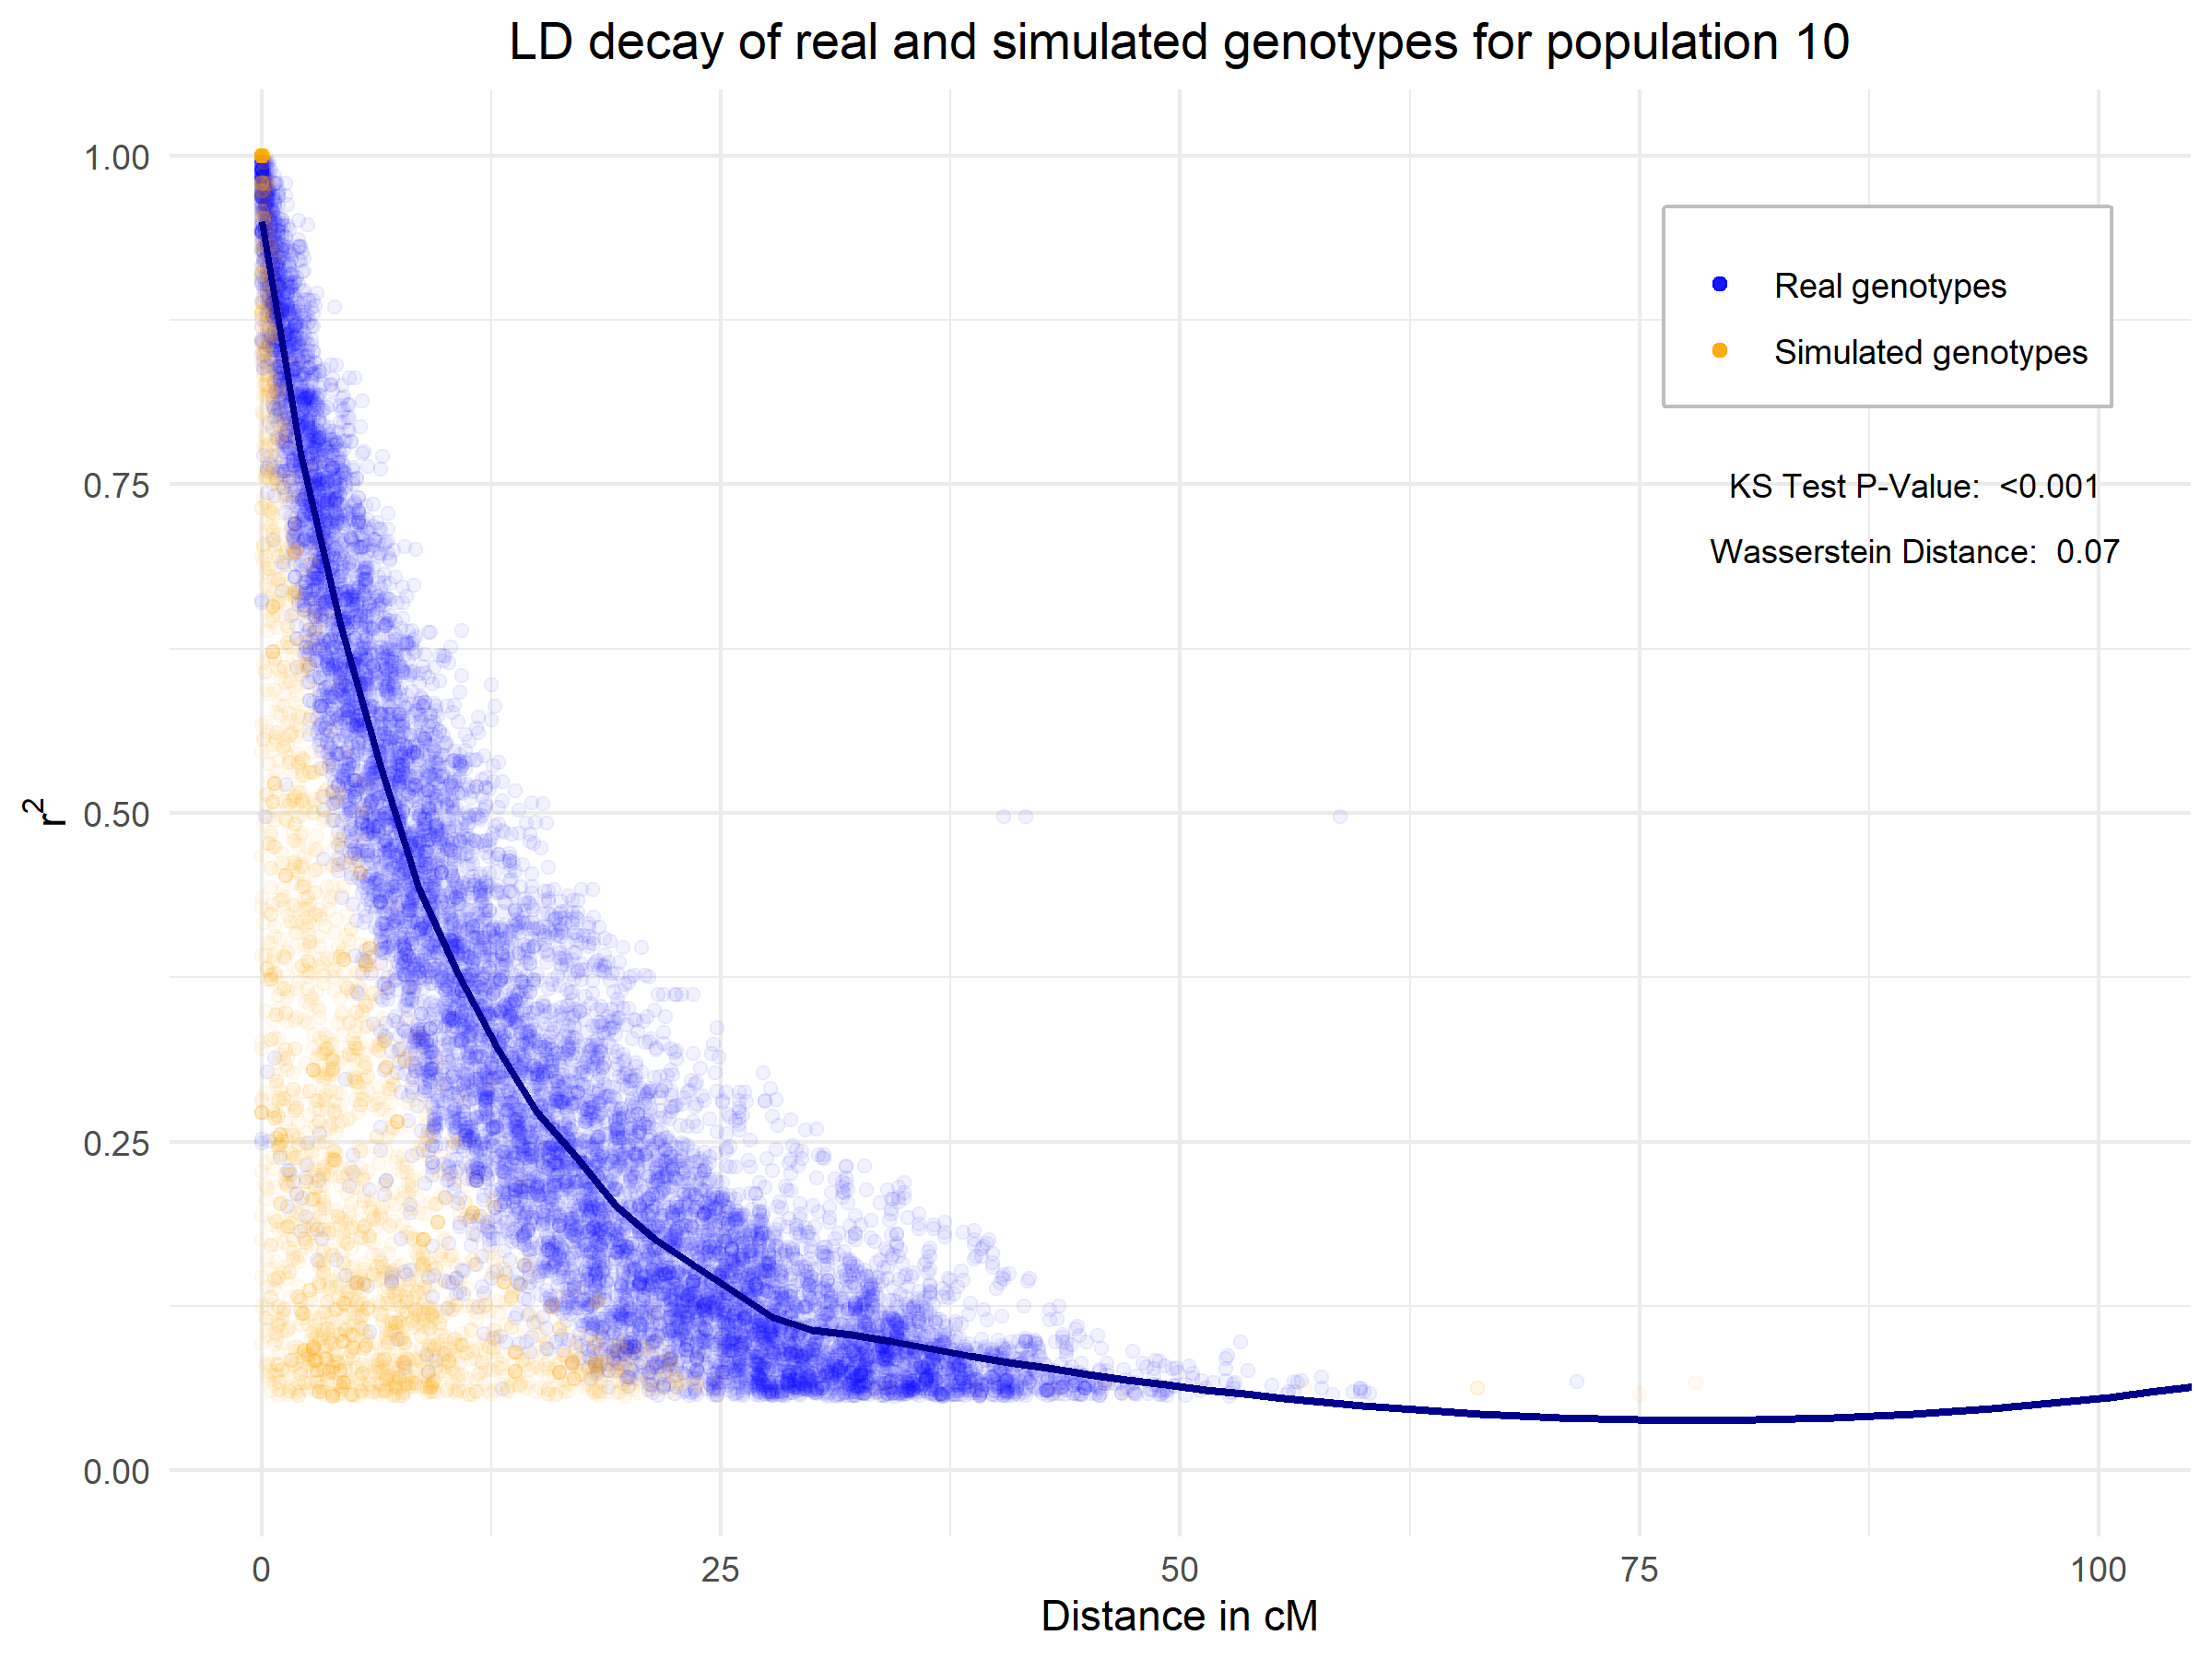 LD decay of real and simulated genotypes for population 10
1.00
0.75
0.50
0.25
0.00
r²
Real genotypes
Simulated genotypes
KS Test P-Value: <0.001
Wasserstein Distance: 0.07
0 25 50 75 100
Distance in cM